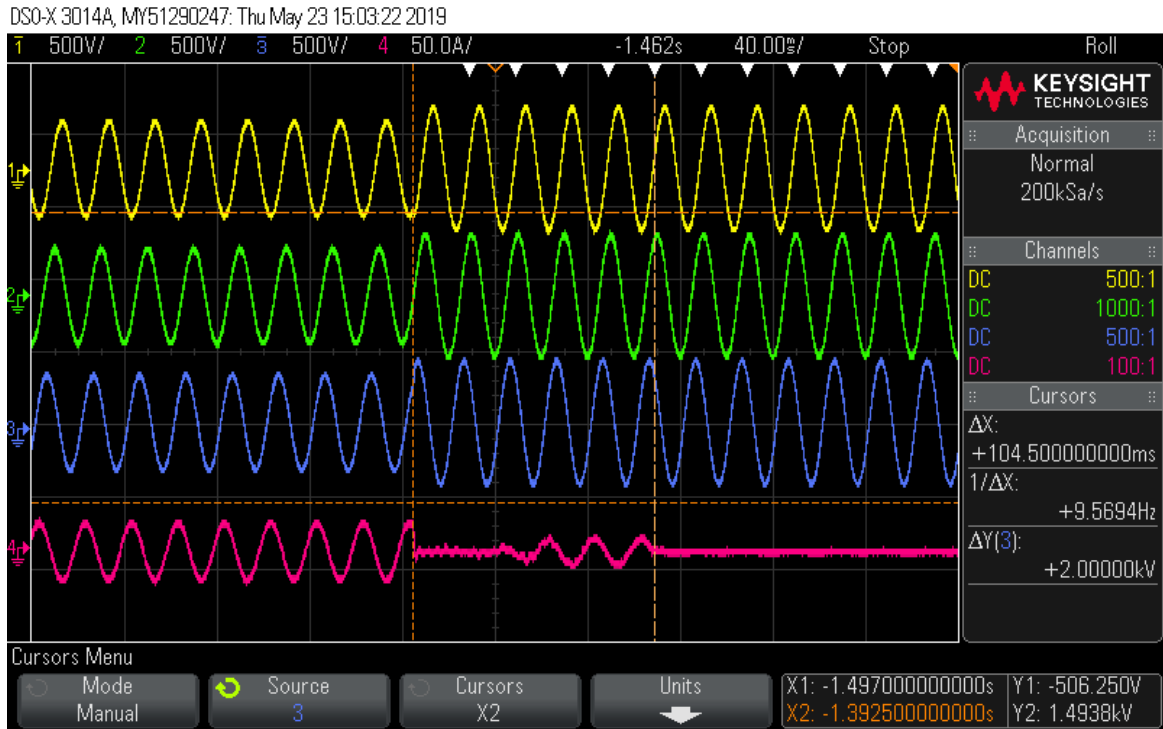 DSO-X 3014A, MY51290247: Thu May 23 15:03:22 2019
1 500V/ 2 500V/ 3 500V/ 4 50.0A/ -1.462s 40.00ms/ Stop Roll
KEYSIGHT
TECHNOLOGIES
Acquisition
Normal
200kSa/s
Channels
DC 500:1
DC 1000:1
DC 500:1
DC 100:1
Cursors
ΔX:
+104.500000000ms
1/ΔX:
+9.5694Hz
ΔY(3):
+2.00000kV
1
2
3
4
Cursors Menu
Mode
Manual
Source
3
Cursors
X2
Units
X1: -1.497000000000s Y1: -506.250V
X2: -1.392500000000s Y2: 1.4938kV